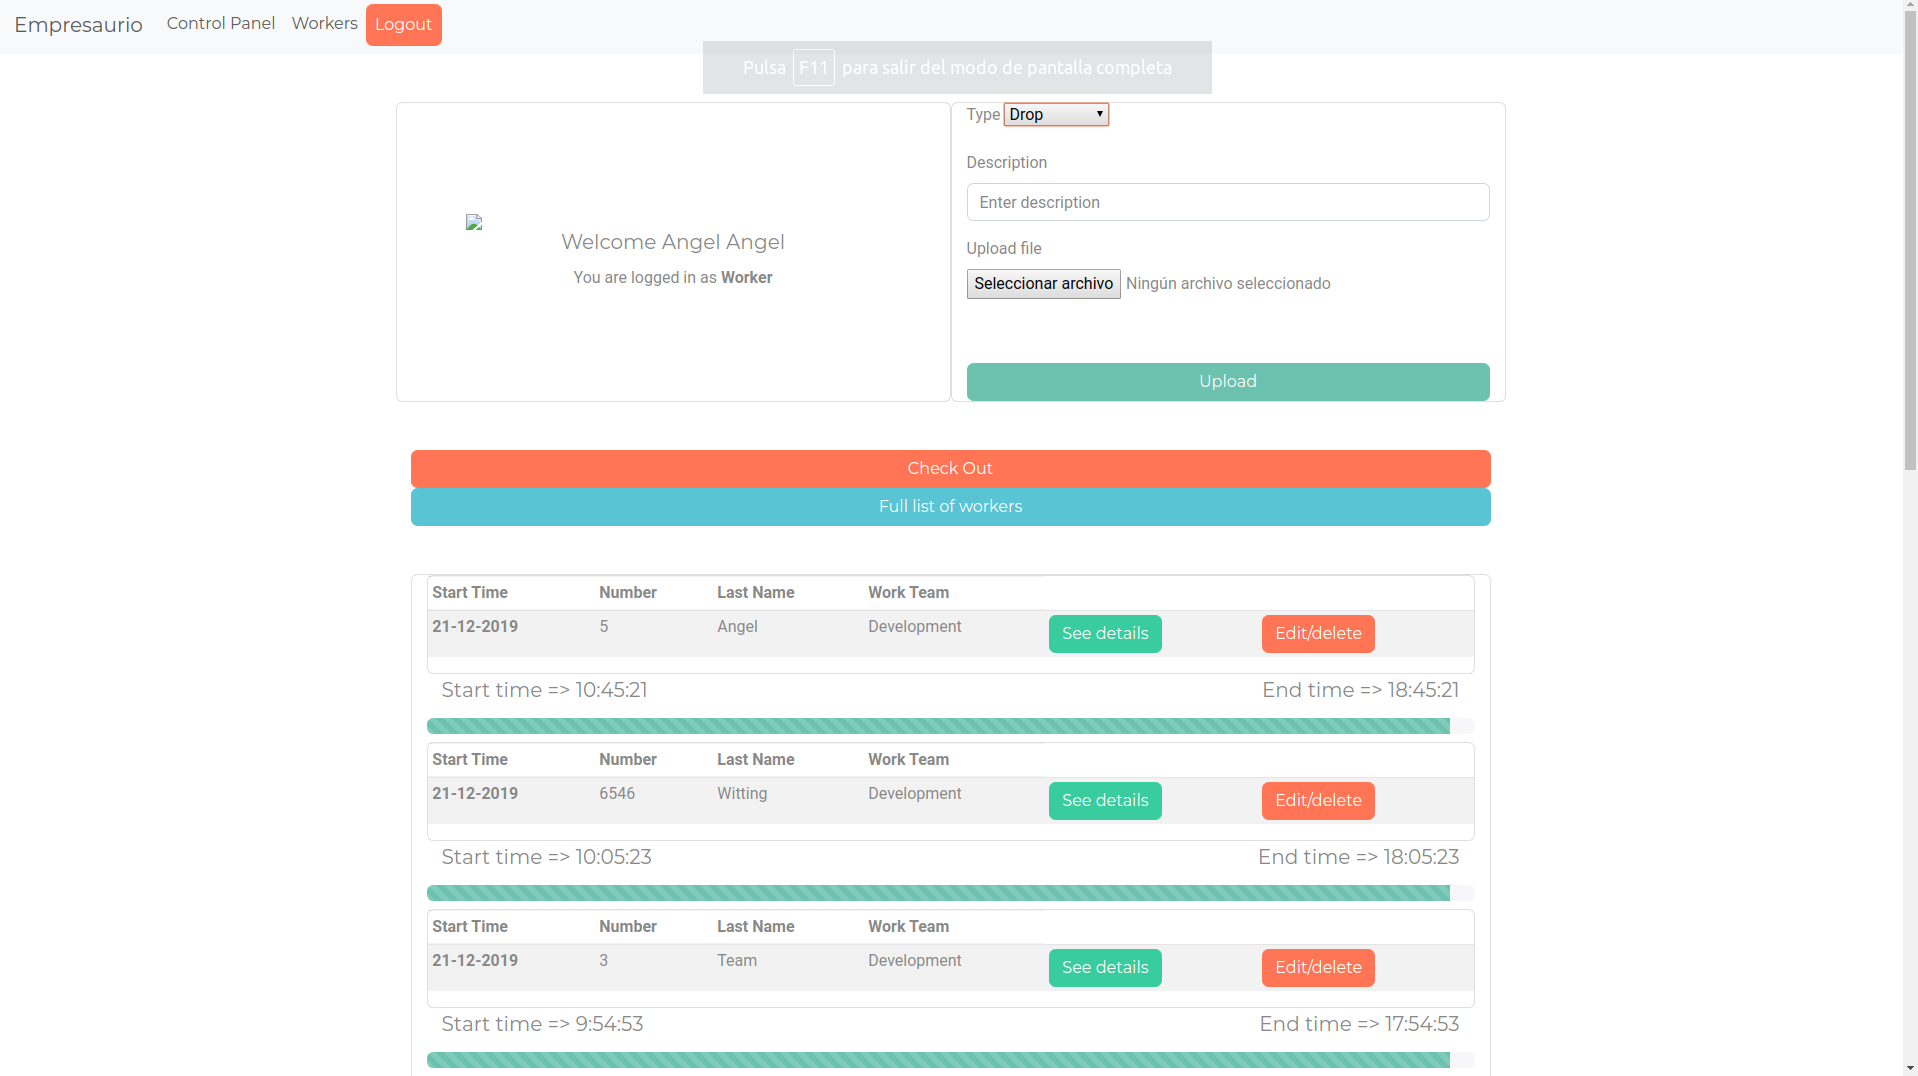 Empresaurio Control Panel Workers Logout
Pulsa F11 para salir del modo de pantalla completa
Welcome Angel Angel
You are logged in as Worker
Type Drop
Description
Enter description
Upload file
Seleccionar archivo Ningún archivo seleccionado
Upload
Check Out
Full list of workers
Start Time Number Last Name Work Team
21-12-2019 5 Angel Development See details Edit/delete
Start time => 10:45:21 End time => 18:45:21
Start Time Number Last Name Work Team
21-12-2019 6546 Witting Development See details Edit/delete
Start time => 10:05:23 End time => 18:05:23
Start Time Number Last Name Work Team
21-12-2019 3 Team Development See details Edit/delete
Start time => 9:54:53 End time => 17:54:53